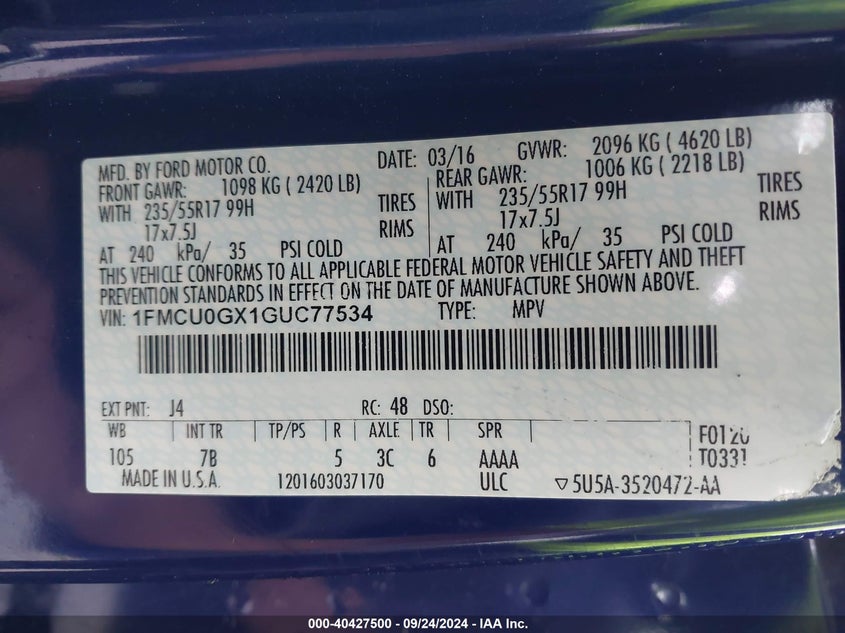 MFD. BY FORD MOTOR CO. DATE: 03/16 GVWR: 2096 KG ( 4620 LB)
FRONT GAWR: 1098 KG ( 2420 LB) REAR GAWR: 1006 KG ( 2218 LB)
WITH 235/55R17 99H TIRES WITH 235/55R17 99H TIRES
17x7.5J RIMS 17x7.5J RIMS
AT 240 kPa/ 35 PSI COLD AT 240 kPa/ 35 PSI COLD
THIS VEHICLE CONFORMS TO ALL APPLICABLE FEDERAL MOTOR VEHICLE SAFETY AND THEFT
PREVENTION STANDARDS IN EFFECT ON THE DATE OF MANUFACTURE SHOWN ABOVE.
VIN: 1FMCU0GX1GUC77534 TYPE: MPV
EXT PNT: J4 RC: 48 DSO:
WB INT TR TP/PS R AXLE TR SPR F0120
105 7B 5 3C 6 AAAA T0331
MADE IN U.S.A. 1201603037170 ULC ▽5U5A-3520472-AA
000-40427500 - 09/24/2024 - IAA Inc.